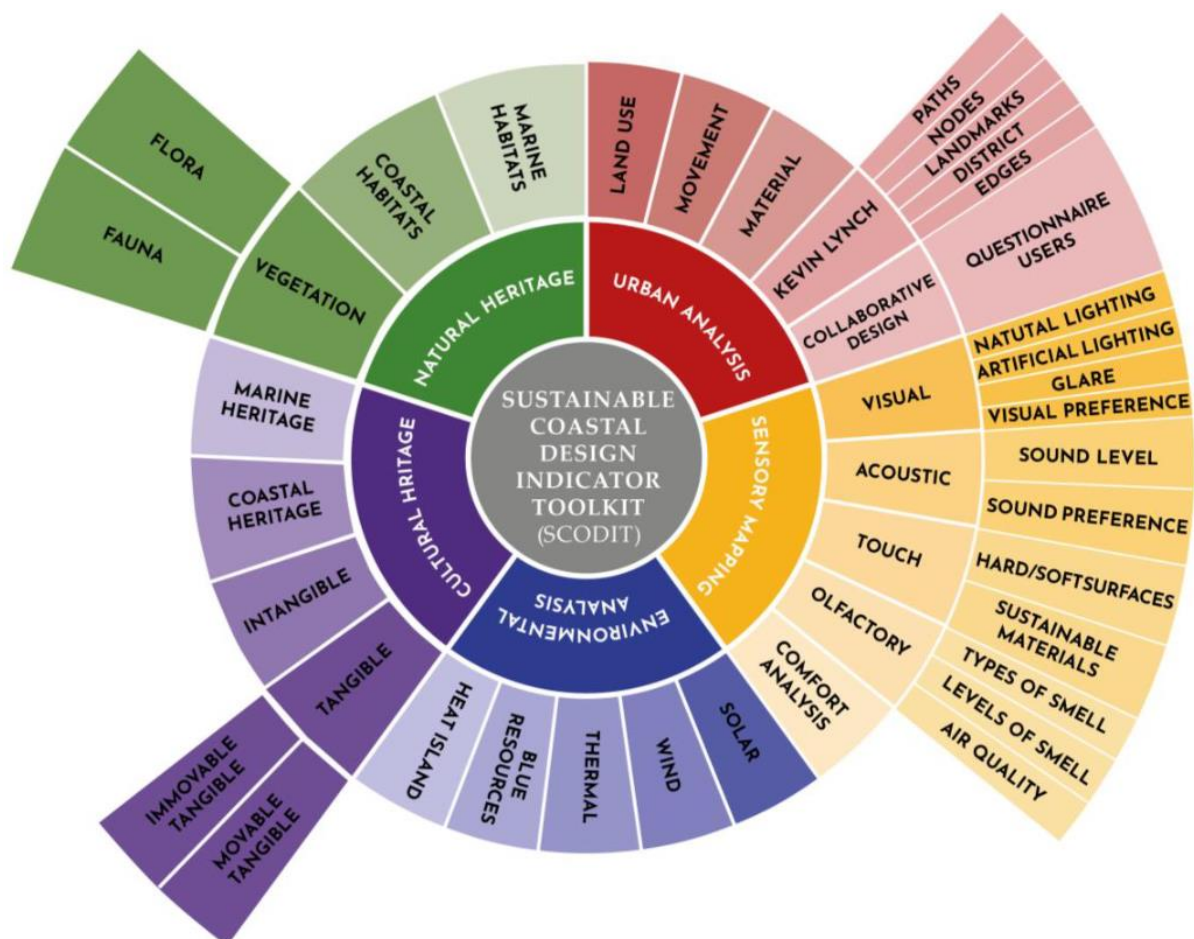 SUSTAINABLE
COASTAL
DESIGN
INDICATOR
TOOLKIT
(SCODIT)
NATURAL HERITAGE
FAUNA
FLORA
VEGETATION
COASTAL
HABITATS
MARINE
HABITATS
URBAN ANALYSIS
LAND USE
MOVEMENT
MATERIAL
KEVIN LYNCH
PATHS
NODES
LANDMARKS
DISTRICT
EDGES
COLLABORATIVE
DESIGN
QUESTIONNAIRE
USERS
SENSORY MAPPING
VISUAL
NATUTAL LIGHTING
ARTIFICIAL LIGHTING
GLARE
VISUAL PREFERENCE
ACOUSTIC
SOUND LEVEL
SOUND PREFERENCE
TOUCH
HARD/SOFTSURFACES
SUSTAINABLE
MATERIALS
OLFACTORY
TYPES OF SMELL
LEVELS OF SMELL
AIR QUALITY
COMFORT
ANALYSIS
ENVIRONMENTAL
ANALYSIS
SOLAR
WIND
THERMAL
BLUE
RESOURCES
HEAT ISLAND
CULTURAL HRITAGE
TANGIBLE
MOVABLE
TANGIBLE
IMMOVABLE
TANGIBLE
INTANGIBLE
COASTAL
HERITAGE
MARINE
HERITAGE